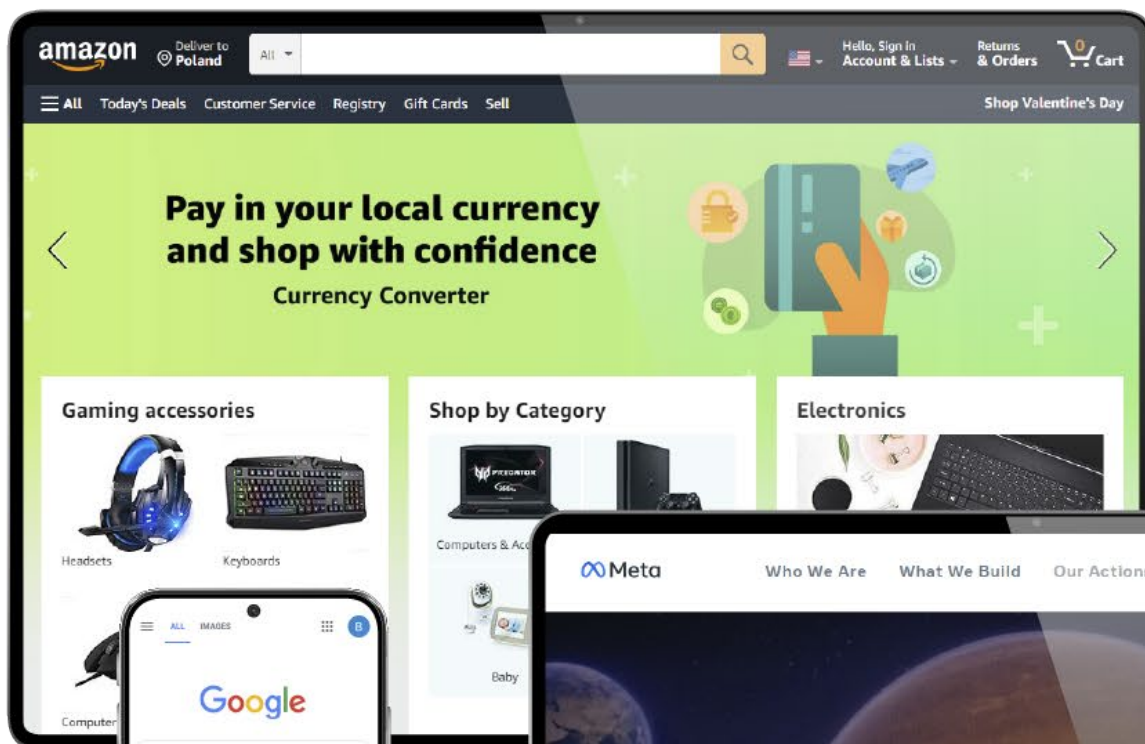 amazon
Deliver to
Poland
All
0
Hello, Sign in
Account & Lists
Returns
& Orders
Cart
All Today's Deals Customer Service Registry Gift Cards Sell
Shop Valentine's Day
Pay in your local currency
and shop with confidence
Currency Converter
Gaming accessories
Headsets
Keyboards
Computer
Shop by Category
PREDATOR
Computers & Acc
Baby
Electronics
ALL IMAGES
B
Google
Meta
Who We Are What We Build Our Action